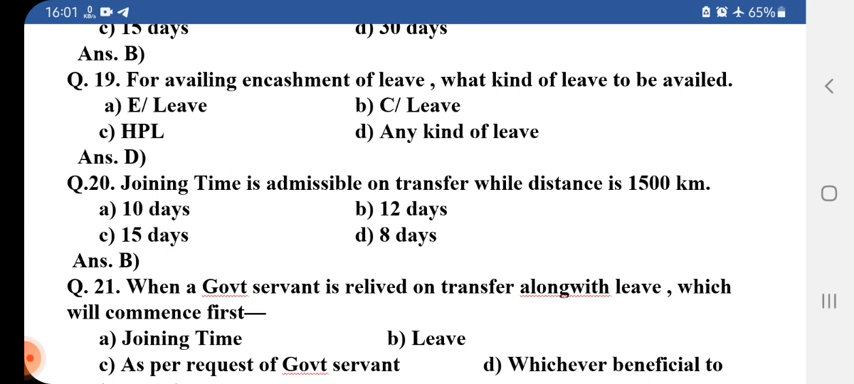 16:01 0 KB/s 65%
c) 15 days d) 30 days
Ans. B)
Q. 19. For availing encashment of leave , what kind of leave to be availed.
a) E/ Leave b) C/ Leave
c) HPL d) Any kind of leave
Ans. D)
Q.20. Joining Time is admissible on transfer while distance is 1500 km.
a) 10 days b) 12 days
c) 15 days d) 8 days
Ans. B)
Q. 21. When a Govt servant is relived on transfer alongwith leave , which
will commence first—
a) Joining Time b) Leave
c) As per request of Govt servant d) Whichever beneficial to